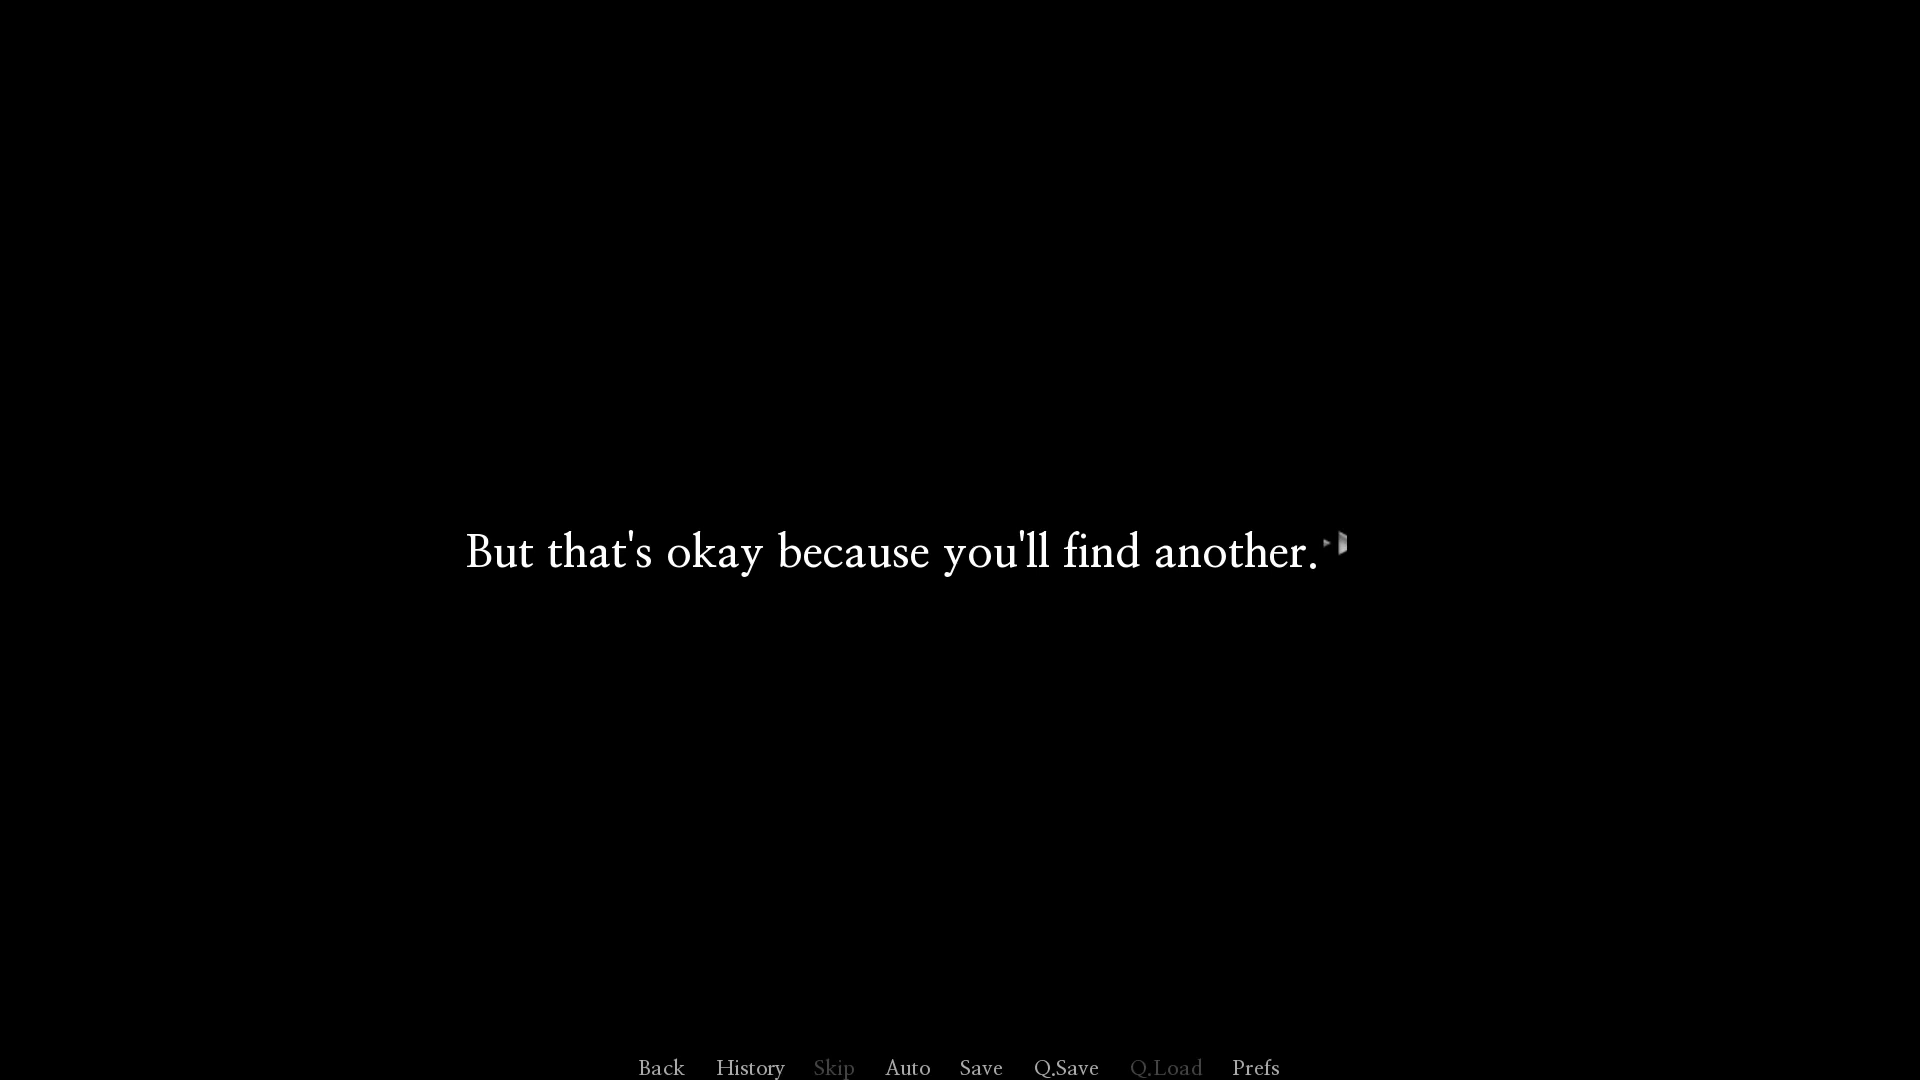 But that's okay because you'll find another.
Back History Skip Auto Save Q.Save Q.Load Prefs